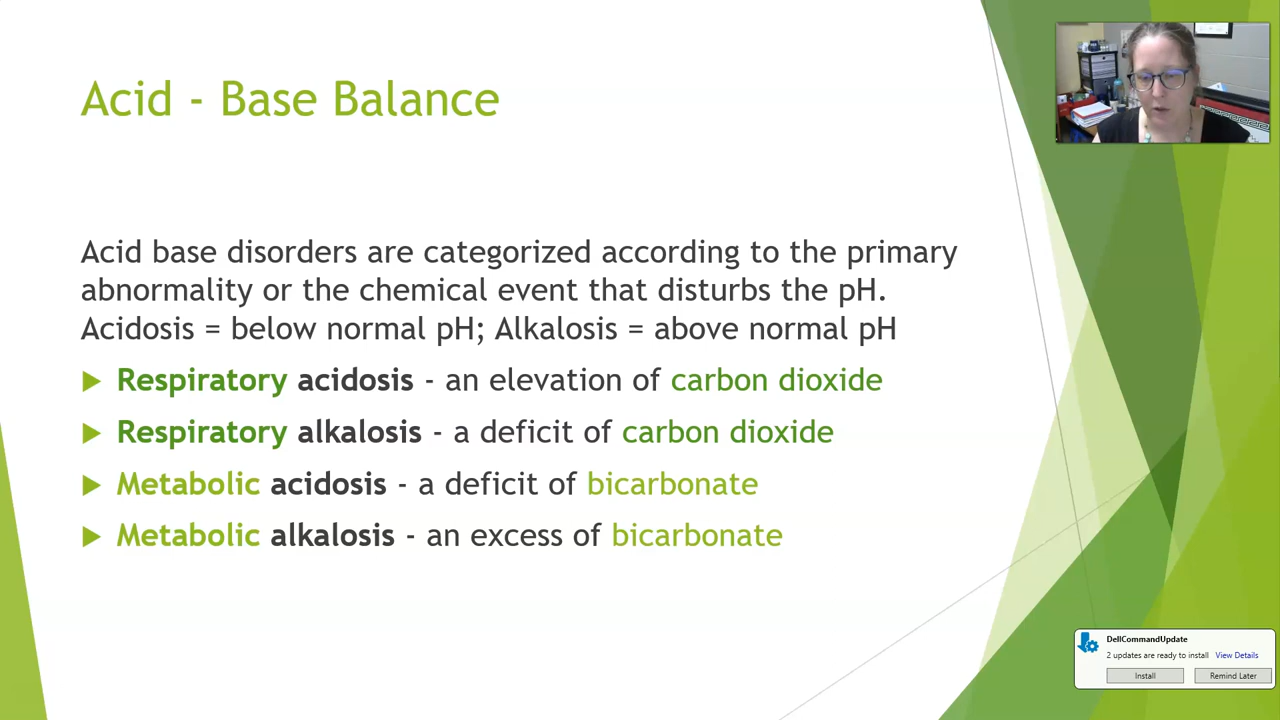 Acid - Base Balance
Acid base disorders are categorized according to the primary
abnormality or the chemical event that disturbs the pH.
Acidosis = below normal pH; Alkalosis = above normal pH
Respiratory acidosis - an elevation of carbon dioxide
Respiratory alkalosis - a deficit of carbon dioxide
Metabolic acidosis - a deficit of bicarbonate
Metabolic alkalosis - an excess of bicarbonate
DellCommandUpdate
2 updates are ready to install View Details
Install Remind Later